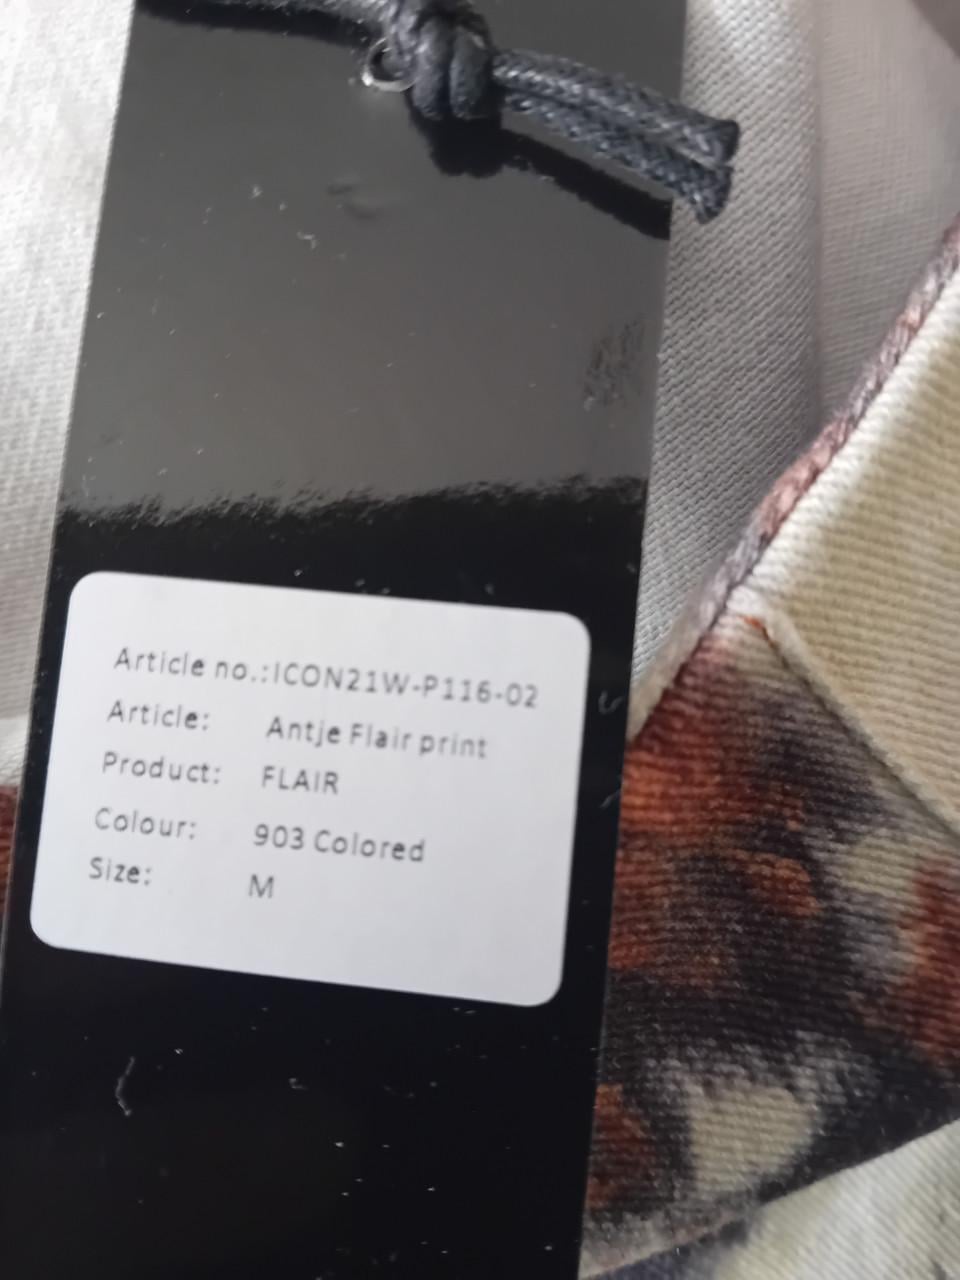 Article no.:ICON21W-P116-02
Article: Antje Flair print
Product: FLAIR
Colour: 903 Colored
Size: M